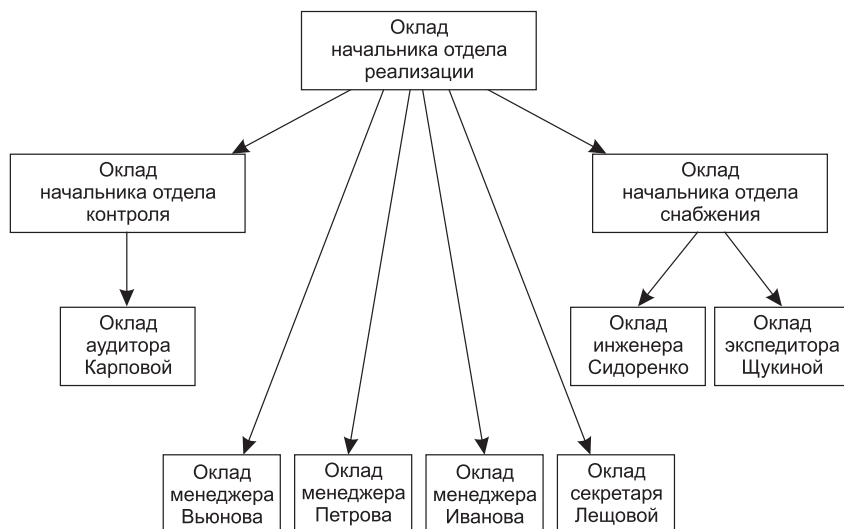 Оклад
начальника отдела
реализации
Оклад
начальника отдела
контроля
Оклад
начальника отдела
снабжения
Оклад
аудитора
Карповой
Оклад
инженера
Сидоренко
Оклад
экспедитора
Щукиной
Оклад
менеджера
Вьюнова
Оклад
менеджера
Петрова
Оклад
менеджера
Иванова
Оклад
секретаря
Лещовой